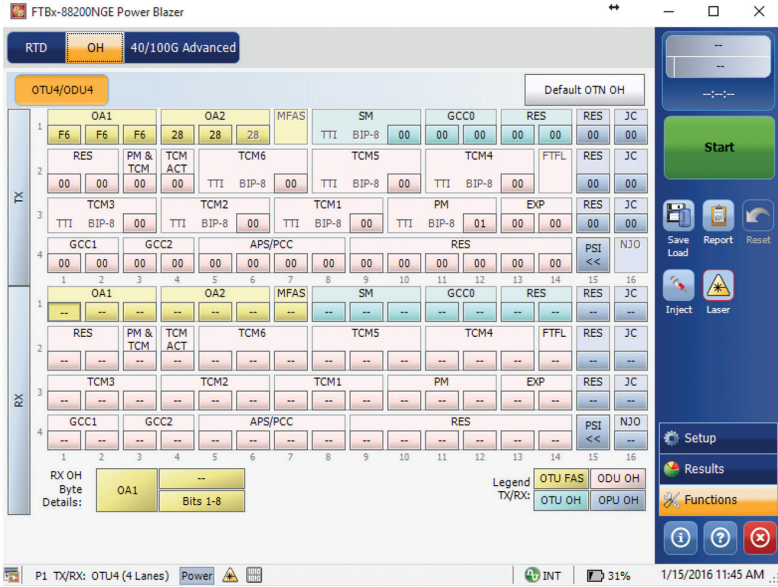 FTBx-88200NGE Power Blazer
RTD OH 40/100G Advanced
OTU4/ODU4 Default OTN OH
TX
OA1 OA2 MFAS SM GCC0 RES RES JC
1 F6 F6 F6 28 28 28 TTI BIP-8 00 00 00 00 00 00 00
RES PM & TCM TCM ACT TCM6 TCM5 TCM4 FTFL RES JC
2 00 00 00 00 TTI BIP-8 00 TTI BIP-8 00 TTI BIP-8 00 00 00
TCM3 TCM2 TCM1 PM EXP RES JC
3 TTI BIP-8 00 TTI BIP-8 00 TTI BIP-8 00 TTI BIP-8 01 00 00 00 00
GCC1 GCC2 APS/PCC RES PSI NJO
4 00 00 00 00 00 00 00 00 00 00 00 00 00 00 <<
1 2 3 4 5 6 7 8 9 10 11 12 13 14 15 16
RX
OA1 OA2 MFAS SM GCC0 RES RES JC
1 -- -- -- -- -- -- -- -- -- -- -- -- -- -- -- --
RES PM & TCM TCM ACT TCM6 TCM5 TCM4 FTFL RES JC
2 -- -- -- -- -- -- -- -- -- -- -- -- -- -- -- --
TCM3 TCM2 TCM1 PM EXP RES JC
3 -- -- -- -- -- -- -- -- -- -- -- -- -- -- -- --
GCC1 GCC2 APS/PCC RES PSI NJO
4 -- -- -- -- -- -- -- -- -- -- -- -- -- -- << --
1 2 3 4 5 6 7 8 9 10 11 12 13 14 15 16
RX OH Byte Details: OA1 -- Bits 1-8
Legend TX/RX: OTU FAS ODU OH
OTU OH OPU OH
--
--
--:--:--
Start
Save Load Report Reset
Inject Laser
Setup
Results
Functions
P1 TX/RX: OTU4 (4 Lanes) Power INT 31% 1/15/2016 11:45 AM